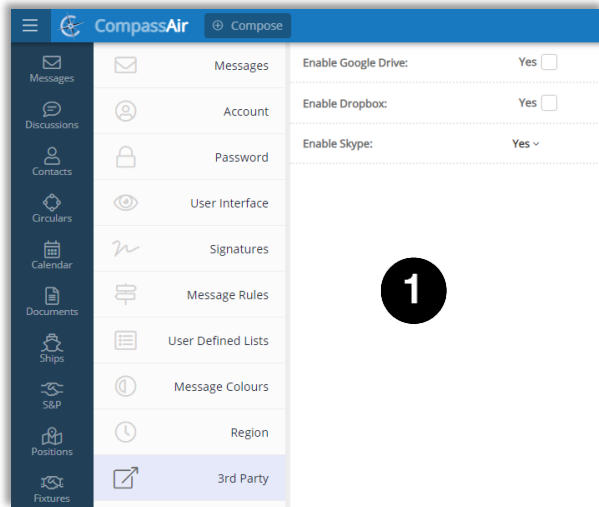 CompassAir
Compose
Messages
Discussions
Contacts
Circulars
Calendar
Documents
Ships
S&P
Positions
Fixtures
Messages
Account
Password
User Interface
Signatures
Message Rules
User Defined Lists
Message Colours
Region
3rd Party
Enable Google Drive: Yes
Enable Dropbox: Yes
Enable Skype: Yes
1